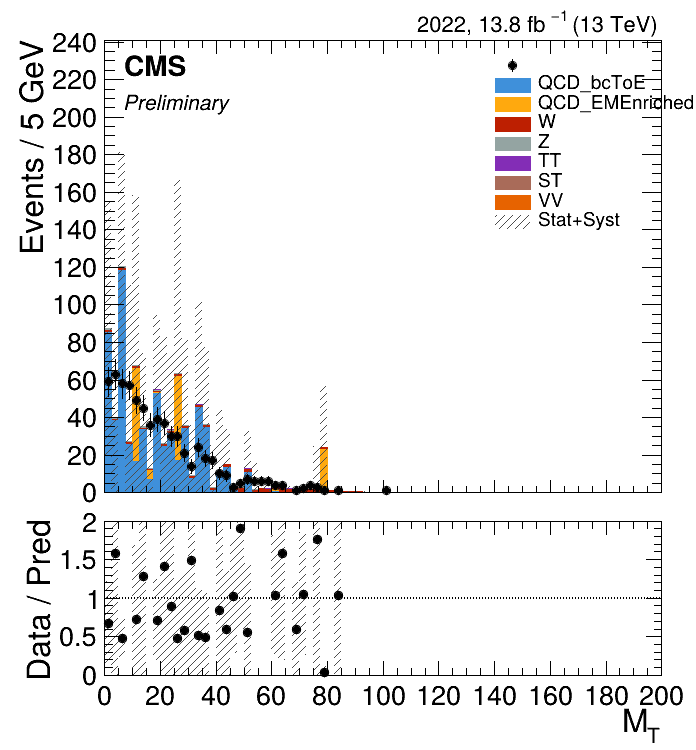 2022, 13.8 fb⁻¹ (13 TeV)
CMS
Preliminary
Events / 5 GeV
240
220
200
180
160
140
120
100
80
60
40
20
0
QCD_bcToE
QCD_EMEnriched
W
Z
TT
ST
VV
Stat+Syst
Data / Pred
2
1.5
1
0.5
0
0 20 40 60 80 100 120 140 160 180 200
M_T